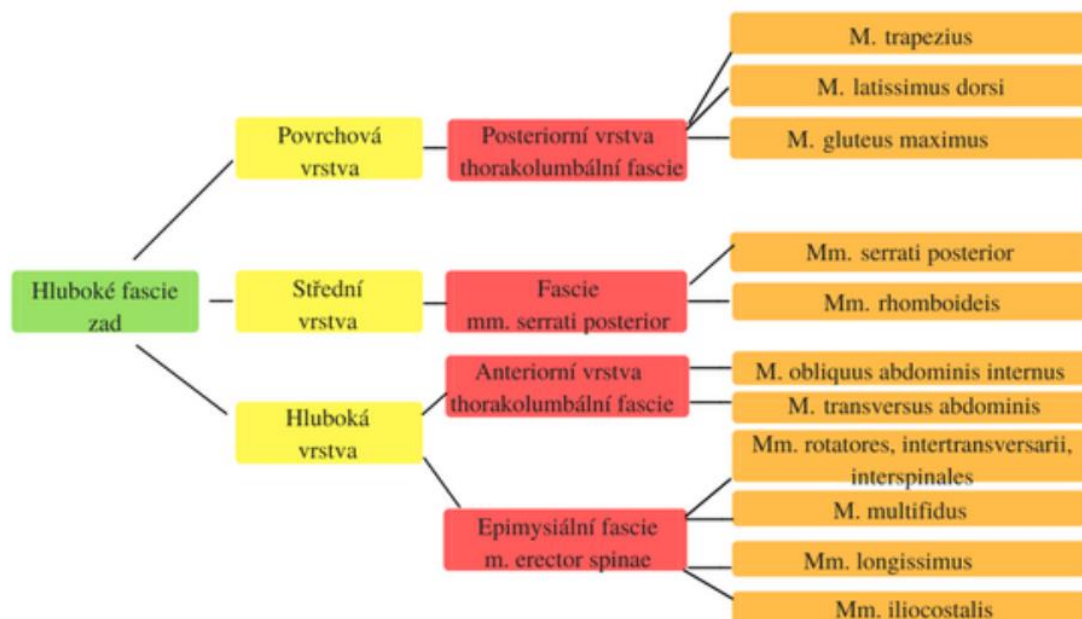 Hluboké fascie
zad
Povrchová
vrstva
Posteriorní vrstva
thorakolumbální fascie
M. trapezius
M. latissimus dorsi
M. gluteus maximus
Střední
vrstva
Fascie
mm. serrati posterior
Mm. serrati posterior
Mm. rhomboideis
Hluboká
vrstva
Anteriorní vrstva
thorakolumbální fascie
M. obliquus abdominis internus
M. transversus abdominis
Epimysiální fascie
m. erector spinae
Mm. rotatores, intertransversarii,
interspinales
M. multifidus
Mm. longissimus
Mm. iliocostalis